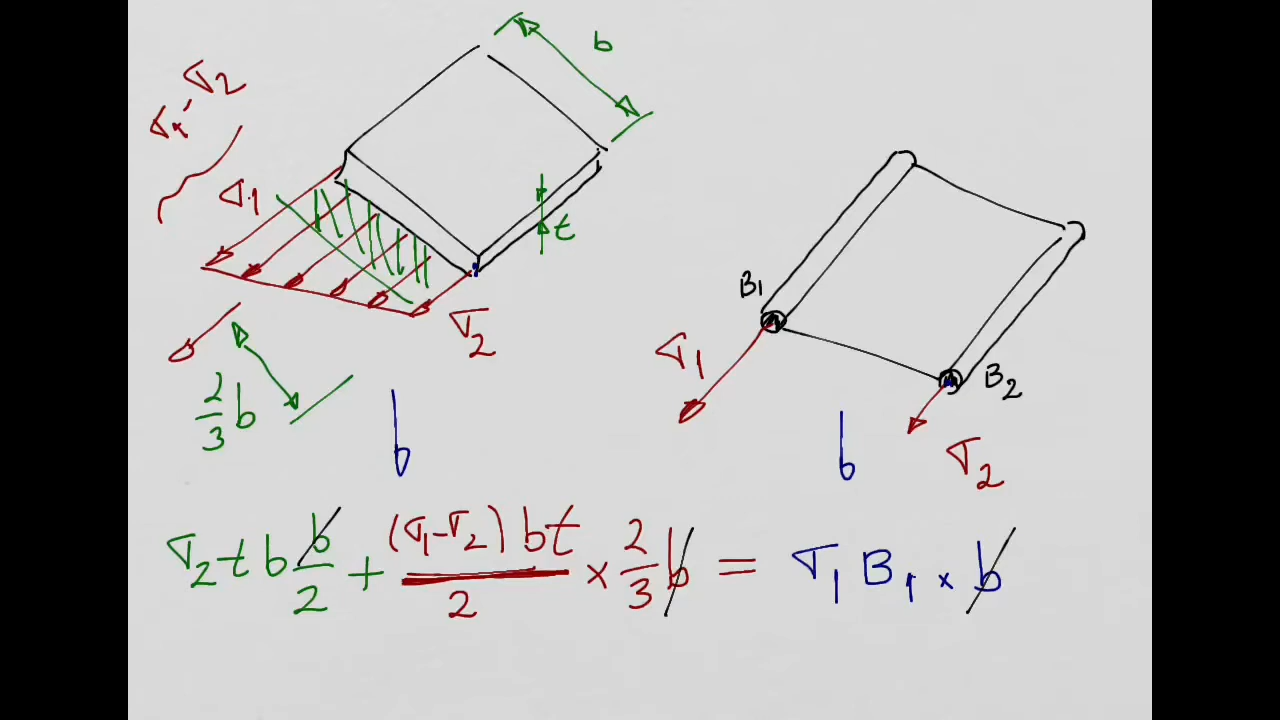 b
σ₁-σ₂
σ₁
t
σ₂
2/3 b
B₁
σ₁
B₂
σ₂
σ₂ t b b/2 + (σ₁-σ₂) bt/2 × 2/3 b = σ₁ B₁ × b